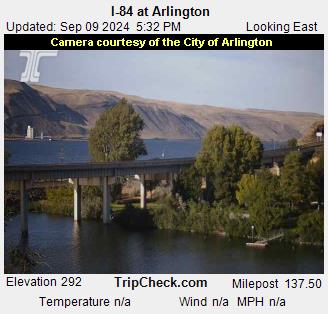 I-84 at Arlington
Updated: Sep 09 2024 5:32 PM Looking East
Camera courtesy of the City of Arlington
Elevation 292 TripCheck.com Milepost 137.50
Temperature n/a Wind n/a MPH n/a